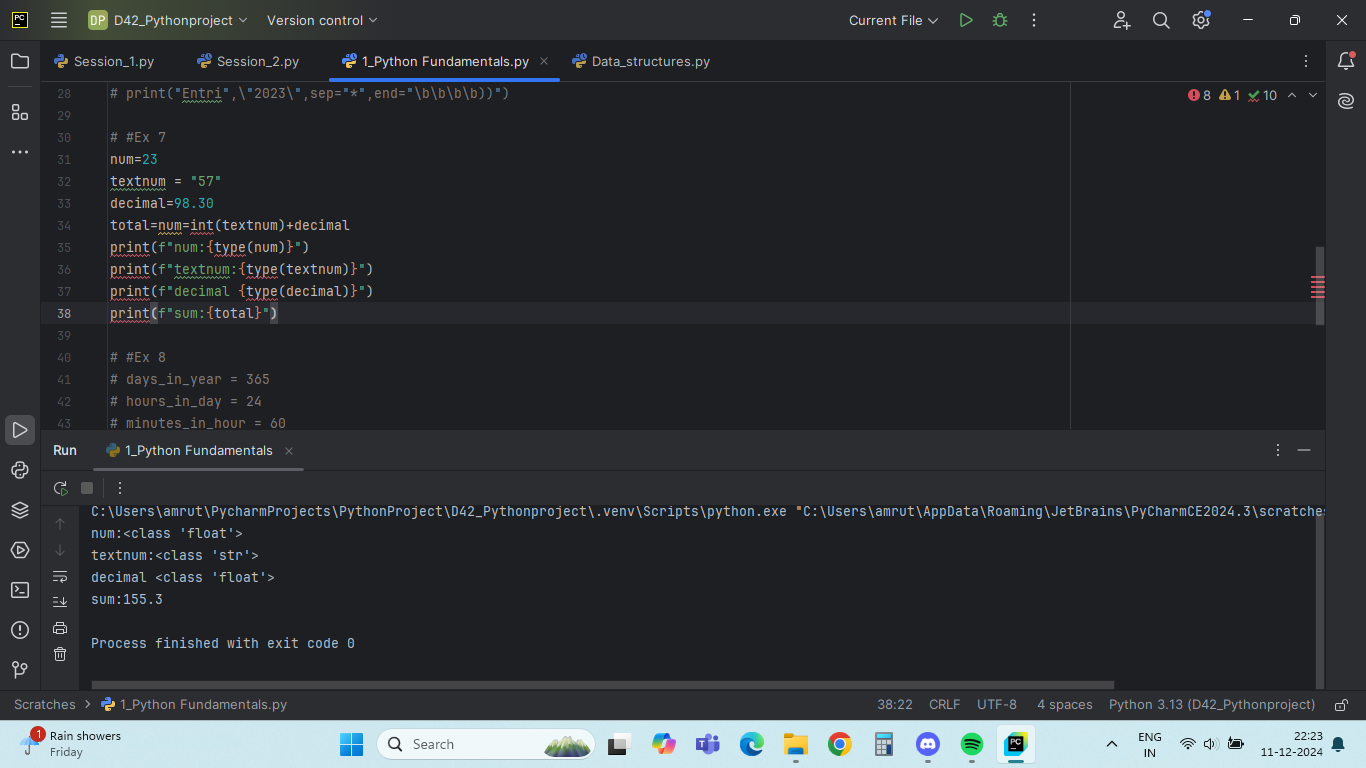 PC
DP D42_Pythonproject Version control Current File
Session_1.py Session_2.py 1_Python Fundamentals.py Data_structures.py
8 1 10
28 # print("Entri",\"2023\",sep="*",end="\b\b\b\b))")
29
30 # #Ex 7
31 num=23
32 textnum = "57"
33 decimal=98.30
34 total=num=int(textnum)+decimal
35 print(f"num:{type(num)}")
36 print(f"textnum:{type(textnum)}")
37 print(f"decimal {type(decimal)}")
38 print(f"sum:{total}")
39
40 # #Ex 8
41 # days_in_year = 365
42 # hours_in_day = 24
43 # minutes_in_hour = 60
Run 1_Python Fundamentals
C:\Users\amrut\PycharmProjects\PythonProject\D42_Pythonproject\.venv\Scripts\python.exe "C:\Users\amrut\AppData\Roaming\JetBrains\PyCharmCE2024.3\scratches
num:<class 'float'>
textnum:<class 'str'>
decimal <class 'float'>
sum:155.3
Process finished with exit code 0
Scratches 1_Python Fundamentals.py 38:22 CRLF UTF-8 4 spaces Python 3.13 (D42_Pythonproject)
1 Rain showers
Friday
Search
PC
ENG
IN
22:23
11-12-2024